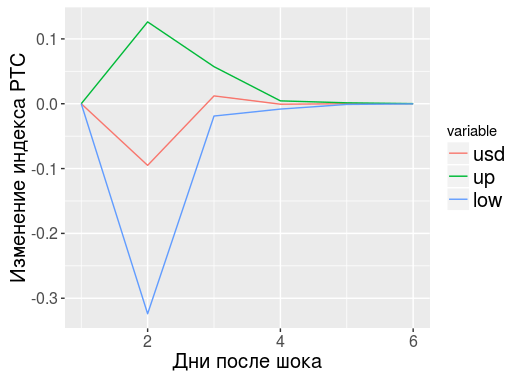 Изменение индекса РТС
0.1
0.0
-0.1
-0.2
-0.3
2
4
6
Дни после шока
variable
usd
up
low